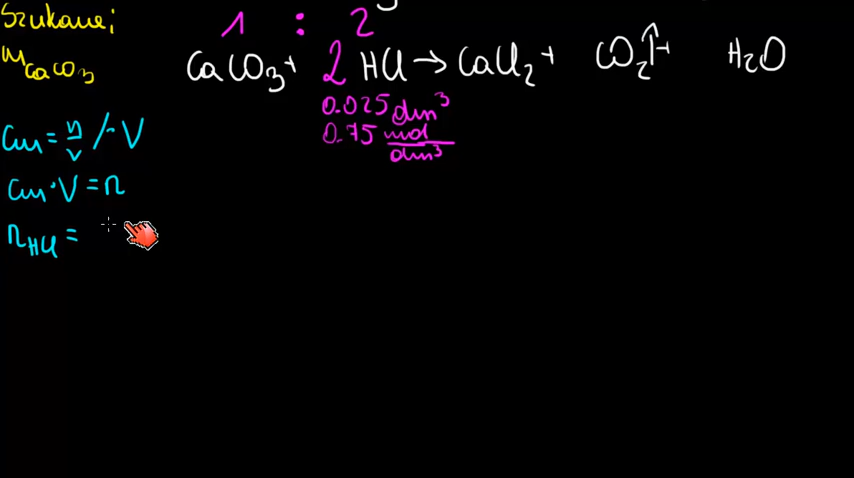 Szukane:
1 : 2
mCaCO₃
CaCO₃ + 2 HCl → CaCl₂ + CO₂↑ + H₂O
0.025 dm³
0.75 mol/dm³
Cm = n/V / · V
Cm · V = n
nHCl =